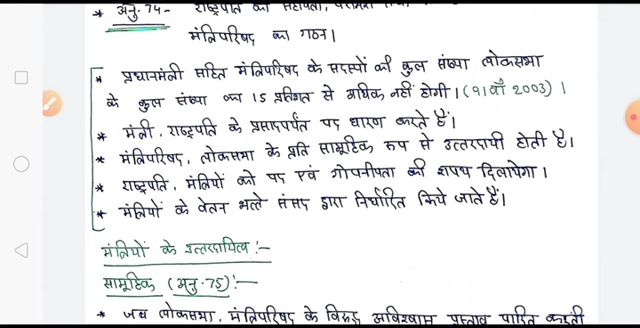 * अनु. 74- राष्ट्रपति को सहायता, परामर्श
मंत्रिपरिषद का गठन।
* प्रधानमंत्री सहित मंत्रिपरिषद के सदस्यों की कुल संख्या लोकसभा
के कुल संख्या का 15 प्रतिशत से अधिक नहीं होगी। (91वाँ 2003)।
* मंत्री, राष्ट्रपति के प्रसादपर्यंत पद धारण करते हैं।
* मंत्रिपरिषद, लोकसभा के प्रति सामूहिक रूप से उत्तरदायी होती है।
* राष्ट्रपति, मंत्रियों को पद एवं गोपनीयता की शपथ दिलायेगा।
* मंत्रियों के वेतन भत्ते संसद द्वारा निर्धारित किये जाते हैं।
मंत्रियों के उत्तरदायित्व :-
सामूहिक (अनु. 75) :-
* जब लोकसभा, मंत्रिपरिषद के विरुद्ध अविश्वास प्रस्ताव पारित करती